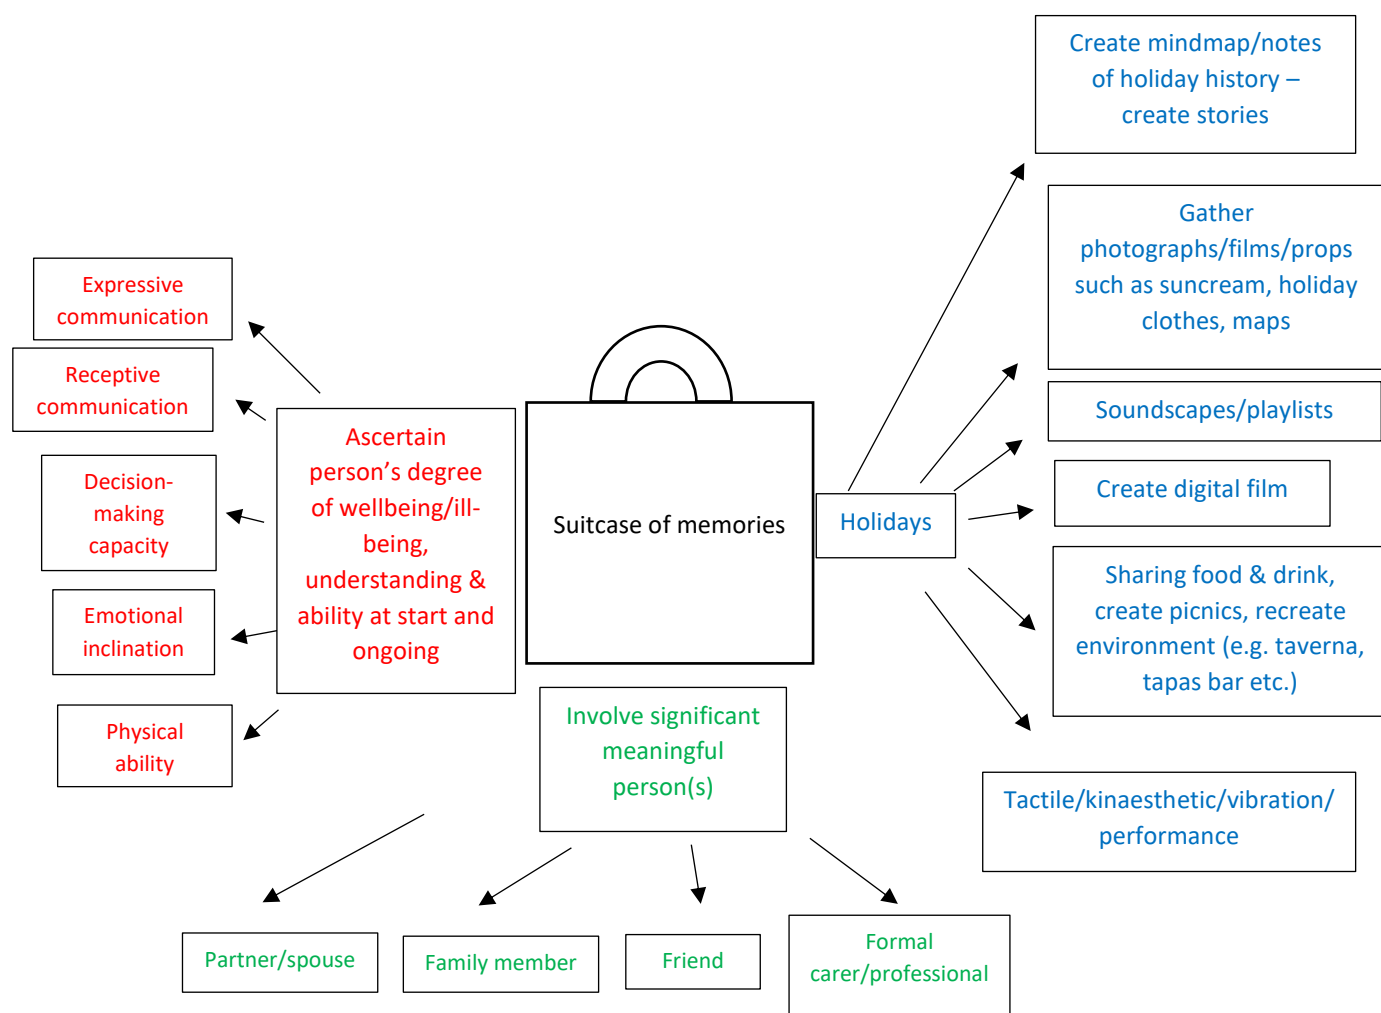 Create mindmap/notes
of holiday history –
create stories
Gather
photographs/films/props
such as suncream, holiday
clothes, maps
Soundscapes/playlists
Create digital film
Sharing food & drink,
create picnics, recreate
environment (e.g. taverna,
tapas bar etc.)
Tactile/kinaesthetic/vibration/
performance
Holidays
Suitcase of memories
Expressive
communication
Receptive
communication
Decision-
making
capacity
Emotional
inclination
Physical
ability
Ascertain
person’s degree
of wellbeing/ill-
being,
understanding &
ability at start and
ongoing
Involve significant
meaningful
person(s)
Partner/spouse
Family member
Friend
Formal
carer/professional